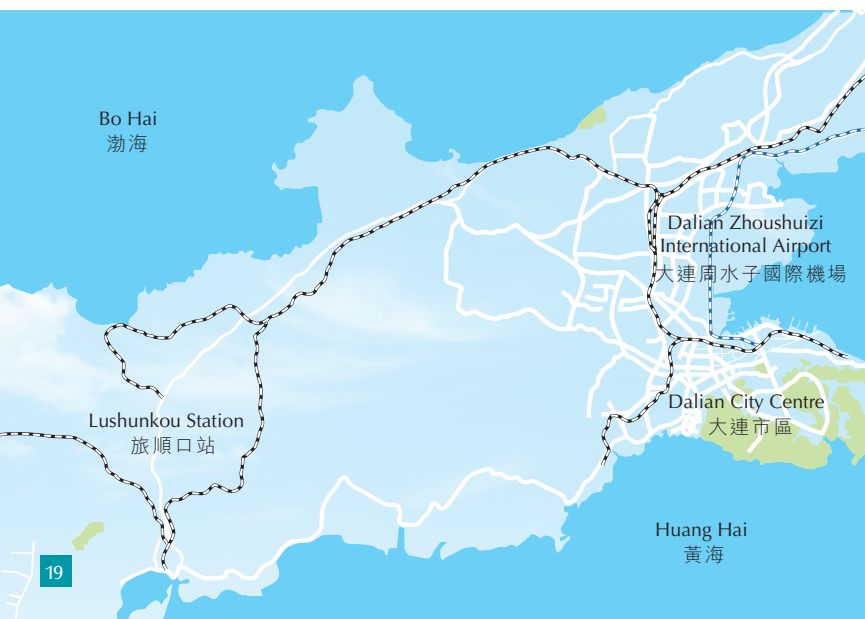 Bo Hai
渤海
Dalian Zhoushuizi
International Airport
大連周水子國際機場
Lushunkou Station
旅順口站
Dalian City Centre
大連市區
Huang Hai
黃海
19